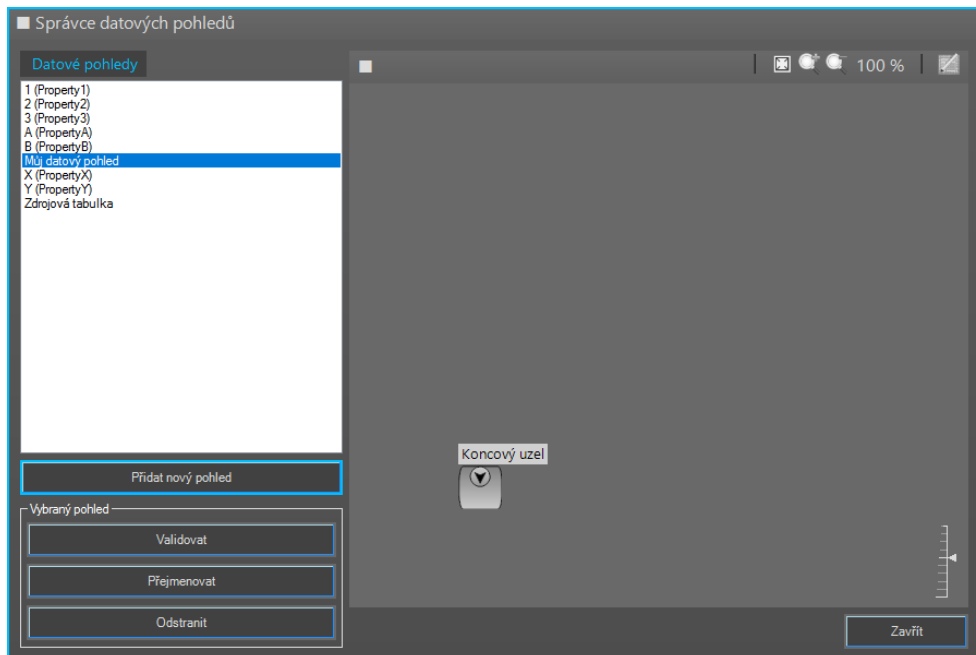 Správce datových pohledů
Datové pohledy
100 %
1 (Property1)
2 (Property2)
3 (Property3)
A (PropertyA)
B (PropertyB)
Můj datový pohled
X (PropertyX)
Y (PropertyY)
Zdrojová tabulka
Koncový uzel
Přidat nový pohled
Vybraný pohled
Validovat
Přejmenovat
Odstranit
Zavřít